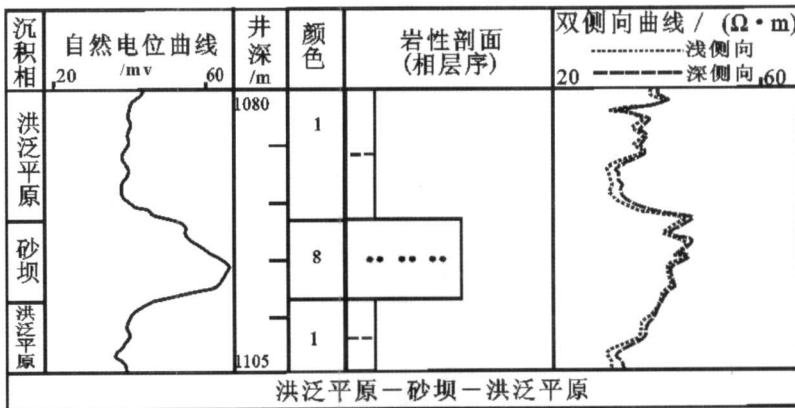 沉积相
自然电位曲线
/mv
20 60
井深
/m
颜色
岩性剖面
(相层序)
双侧向曲线 / (Ω·m)
浅侧向
深侧向
20 60
洪泛平原
1080
1
砂坝
8
洪泛平原
1105
1
洪泛平原－砂坝－洪泛平原